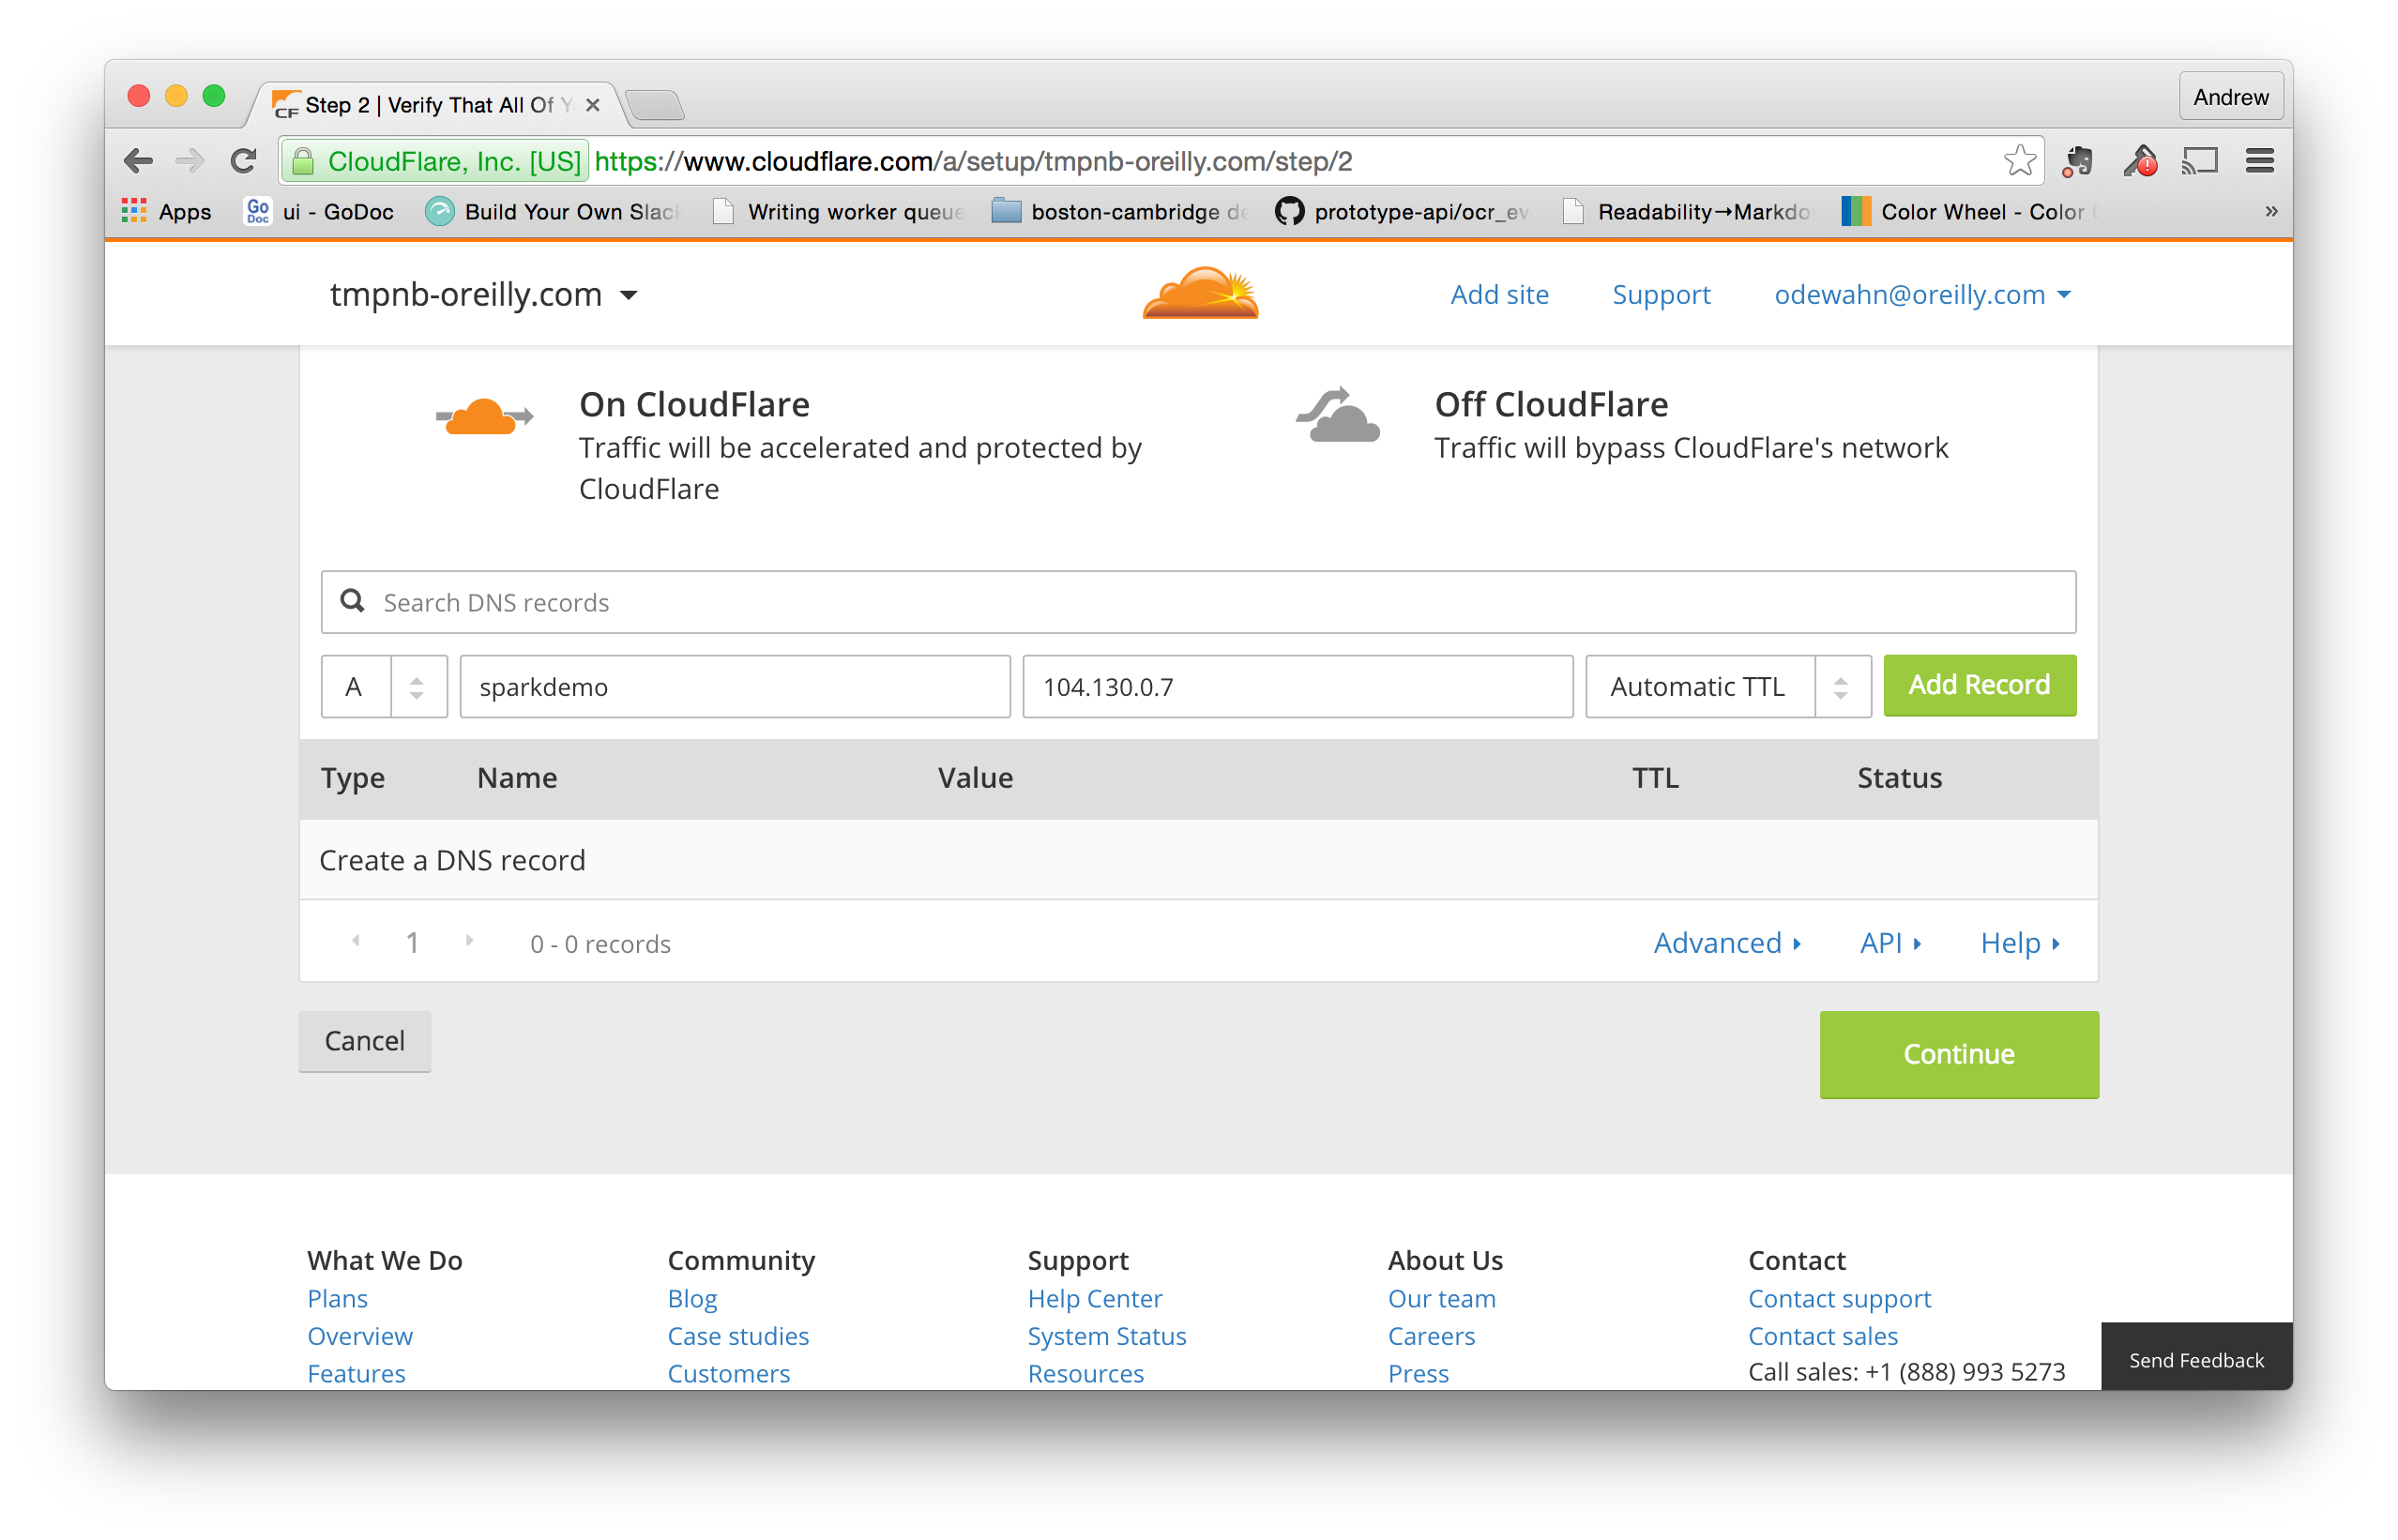 CF Step 2 | Verify That All Of Y
Andrew
CloudFlare, Inc. [US] https://www.cloudflare.com/a/setup/tmpnb-oreilly.com/step/2
Apps Go Doc ui - GoDoc Build Your Own Slac Writing worker queue boston-cambridge de prototype-api/ocr_ev Readability→Markdo Color Wheel - Color »
tmpnb-oreilly.com Add site Support odewahn@oreilly.com
On CloudFlare
Traffic will be accelerated and protected by
CloudFlare
Off CloudFlare
Traffic will bypass CloudFlare's network
Search DNS records
A sparkdemo 104.130.0.7 Automatic TTL Add Record
Type Name Value TTL Status
Create a DNS record
1 0 - 0 records Advanced API Help
Cancel Continue
What We Do
Plans
Overview
Features
Community
Blog
Case studies
Customers
Support
Help Center
System Status
Resources
About Us
Our team
Careers
Press
Contact
Contact support
Contact sales
Call sales: +1 (888) 993 5273
Send Feedback